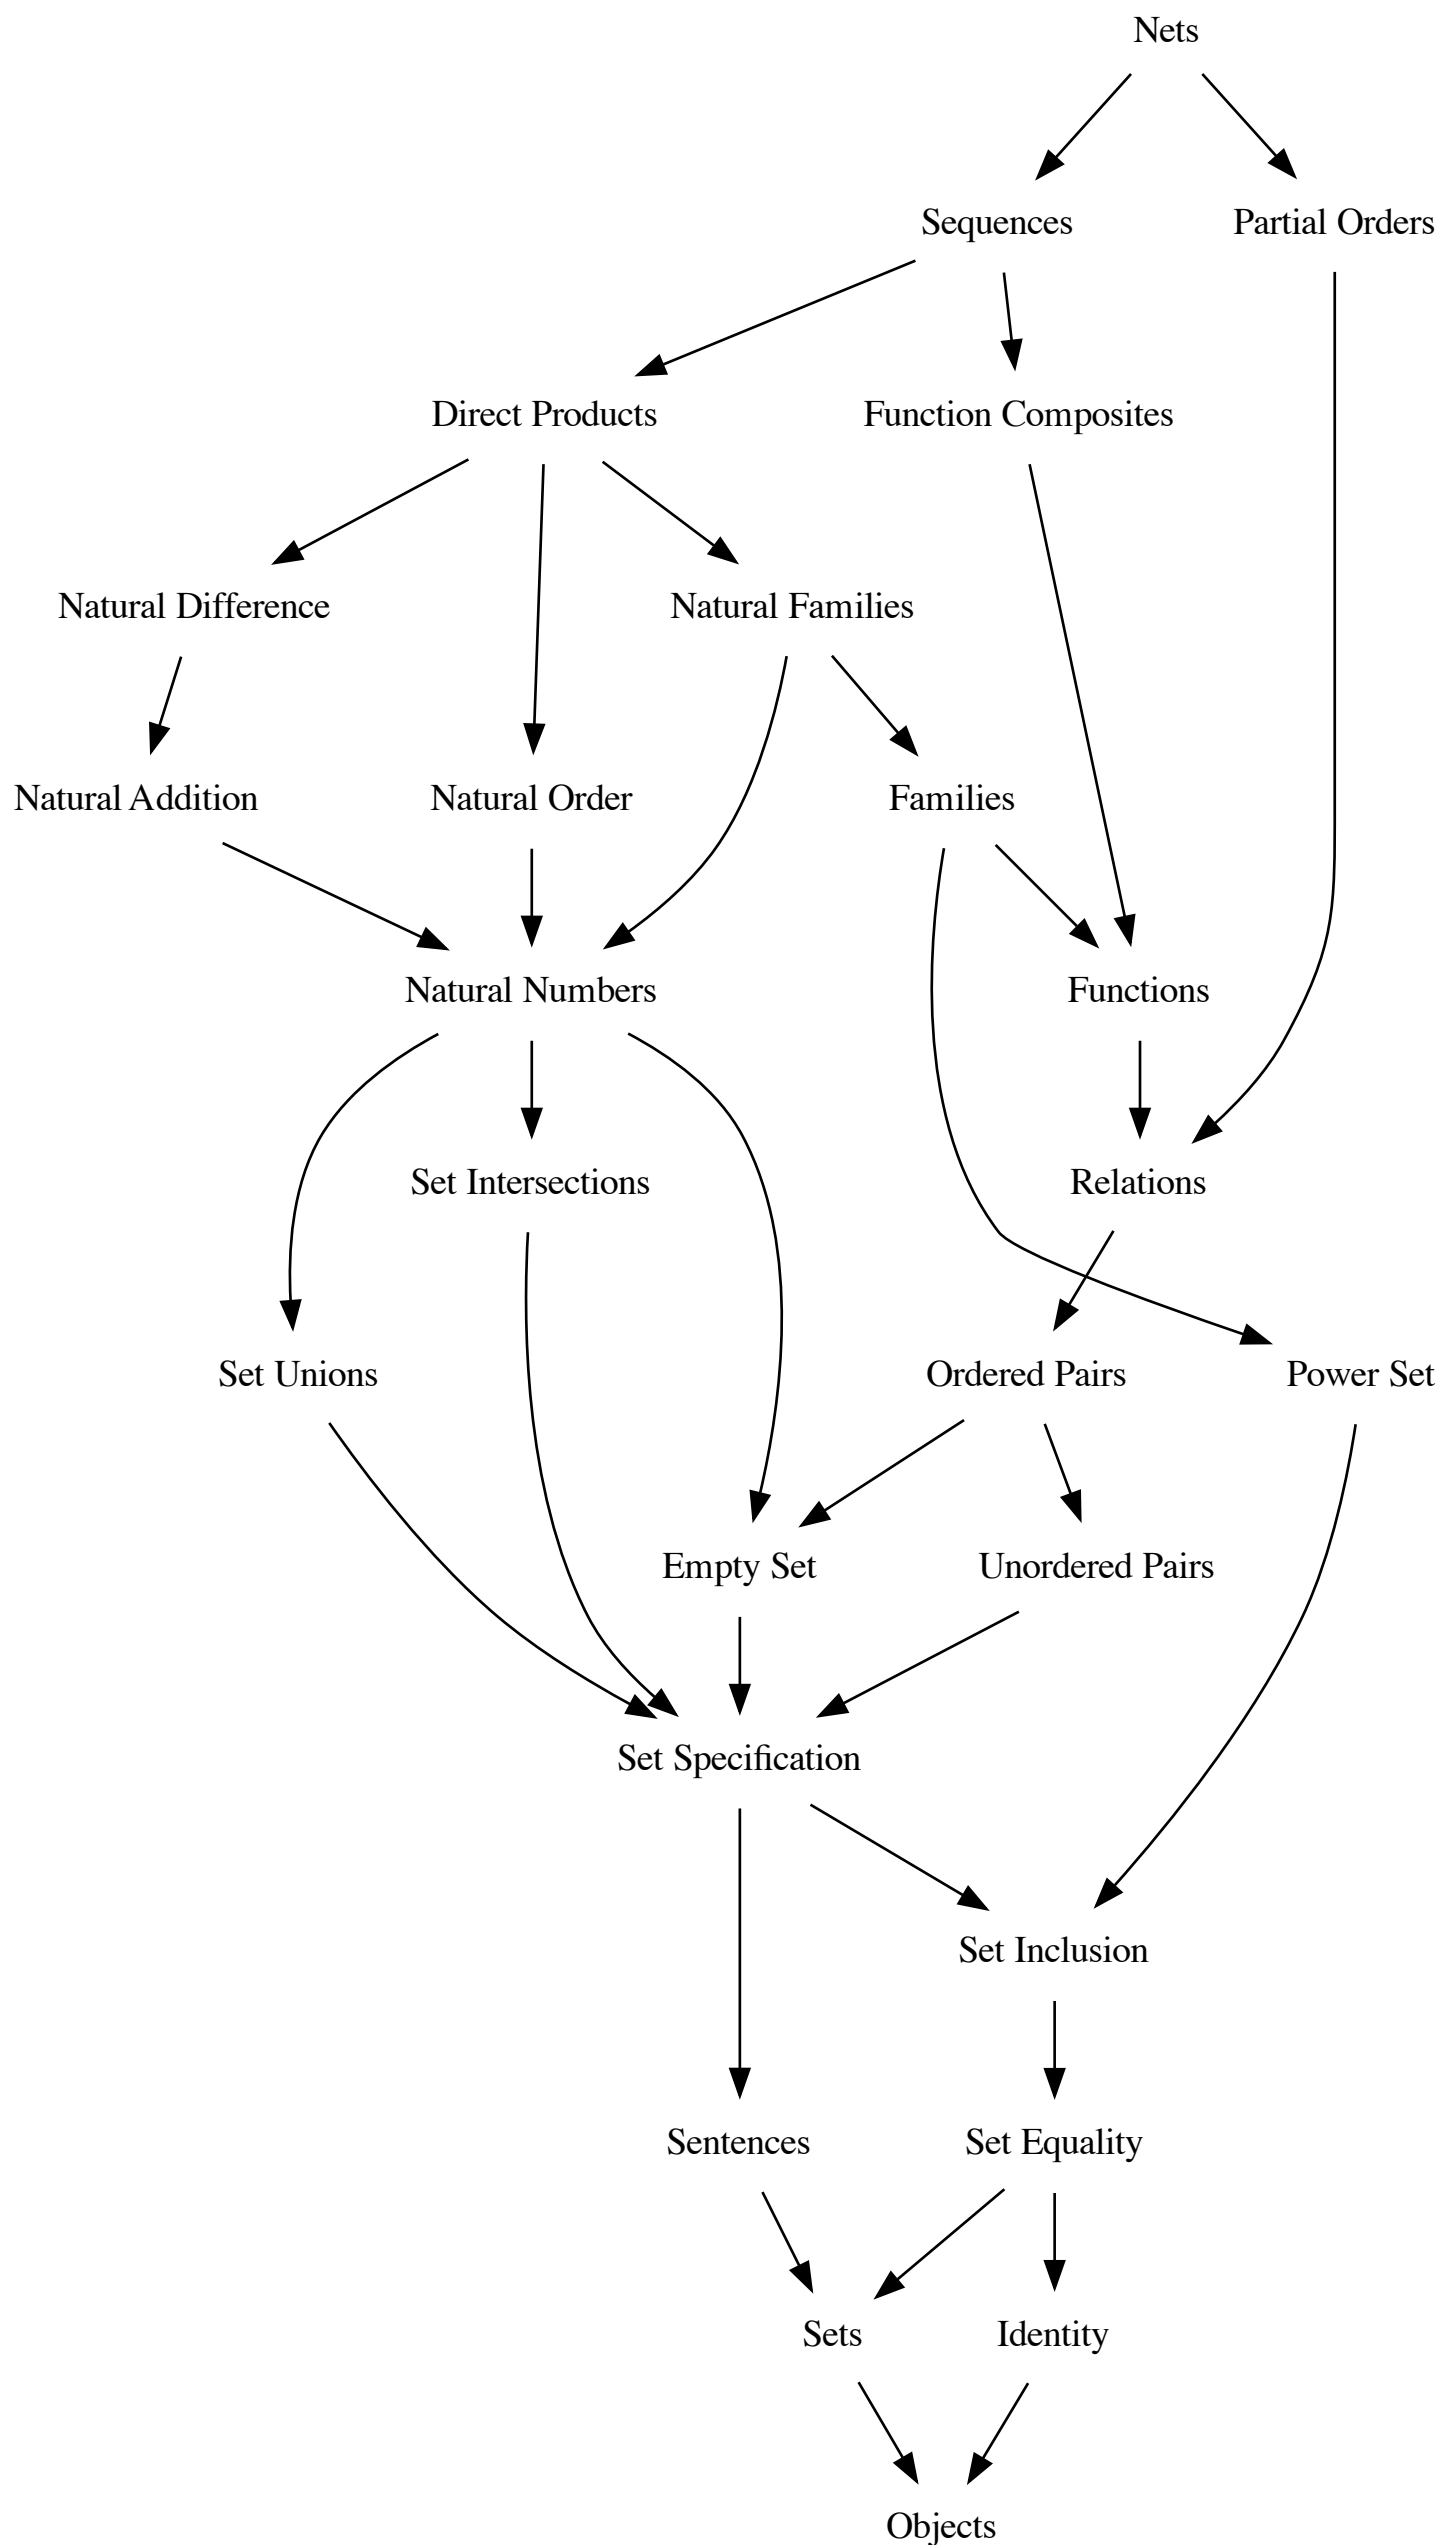 Nets
Sequences
Partial Orders
Direct Products
Function Composites
Natural Difference
Natural Families
Natural Addition
Natural Order
Families
Natural Numbers
Functions
Set Intersections
Relations
Set Unions
Ordered Pairs
Power Set
Empty Set
Unordered Pairs
Set Specification
Set Inclusion
Sentences
Set Equality
Sets
Identity
Objects